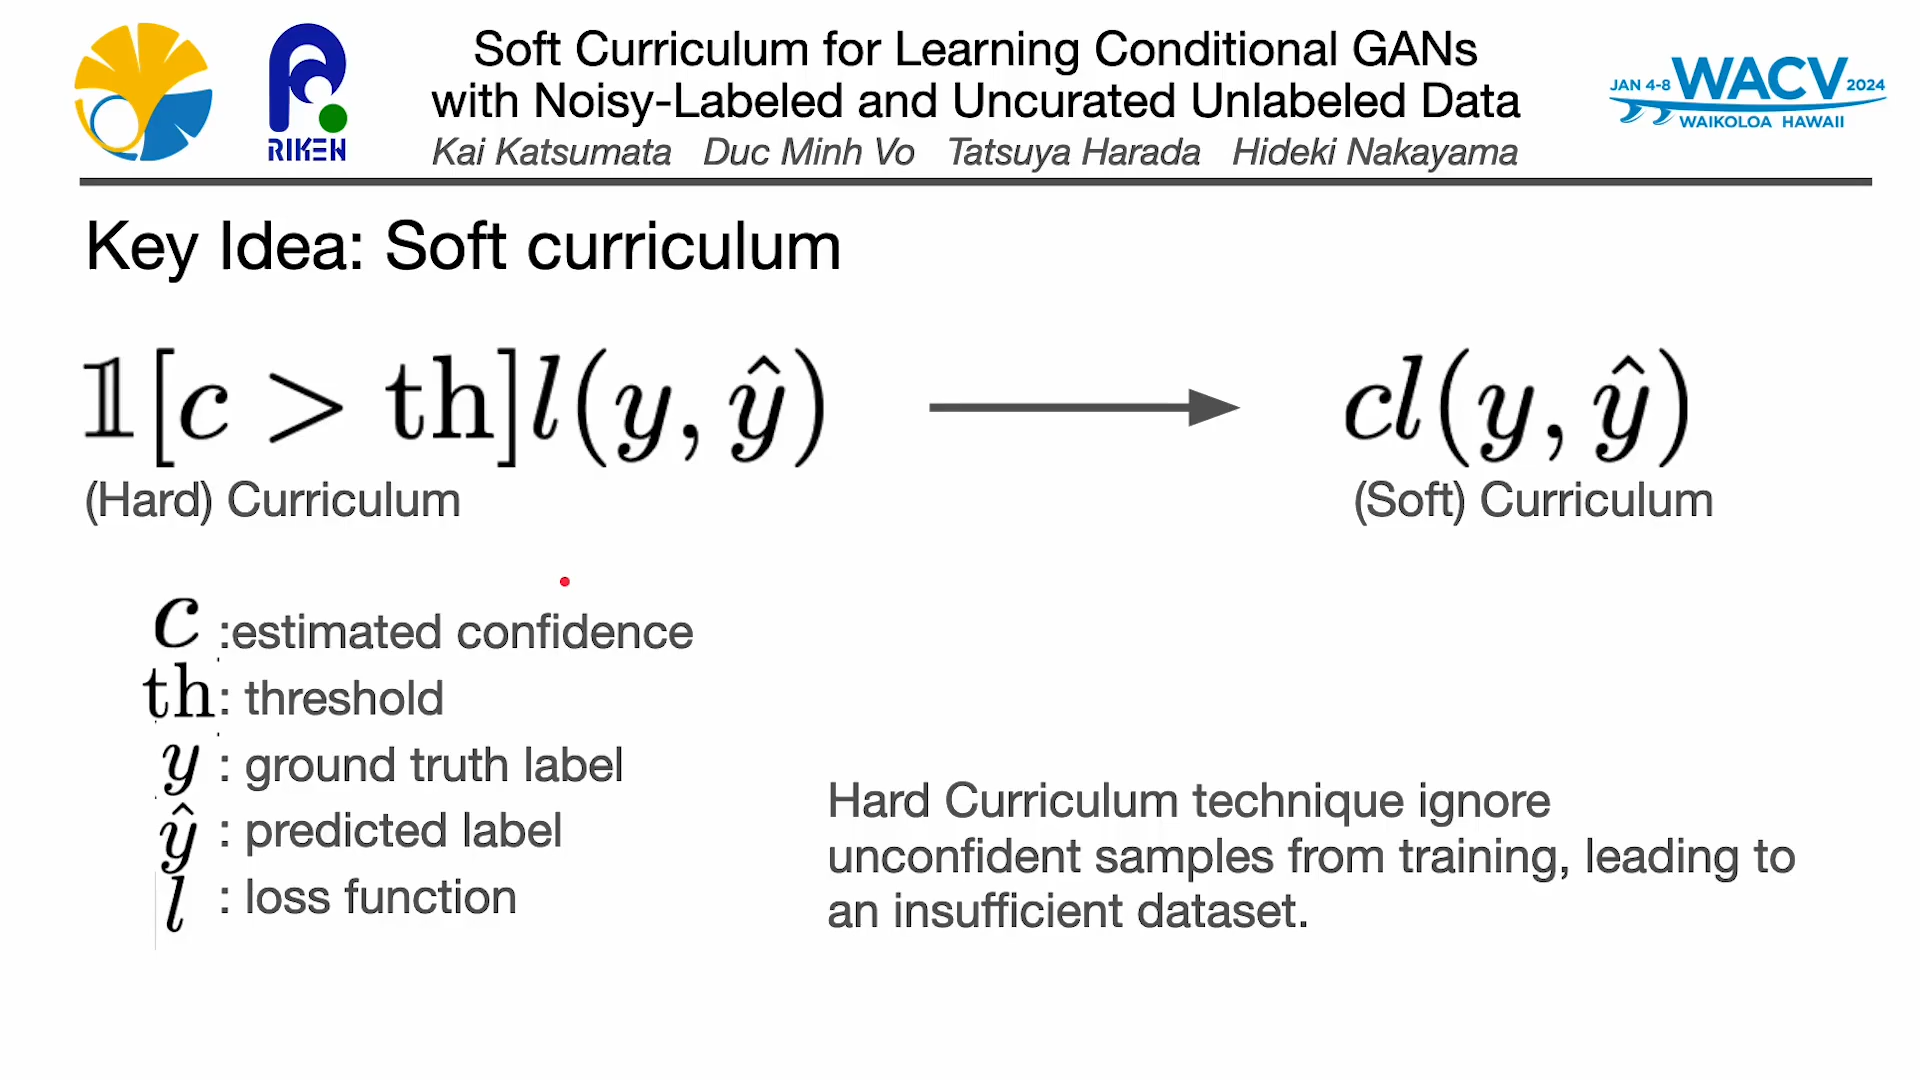 Soft Curriculum for Learning Conditional GANs
with Noisy-Labeled and Uncurated Unlabeled Data
Kai Katsumata Duc Minh Vo Tatsuya Harada Hideki Nakayama
RIKEN
JAN 4-8 WACV 2024
WAIKOLOA HAWAII
Key Idea: Soft curriculum
𝟙[c > th]l(y, ŷ)
(Hard) Curriculum
cl(y, ŷ)
(Soft) Curriculum
c :estimated confidence
th : threshold
y : ground truth label
ŷ : predicted label
l : loss function
Hard Curriculum technique ignore
unconfident samples from training, leading to
an insufficient dataset.